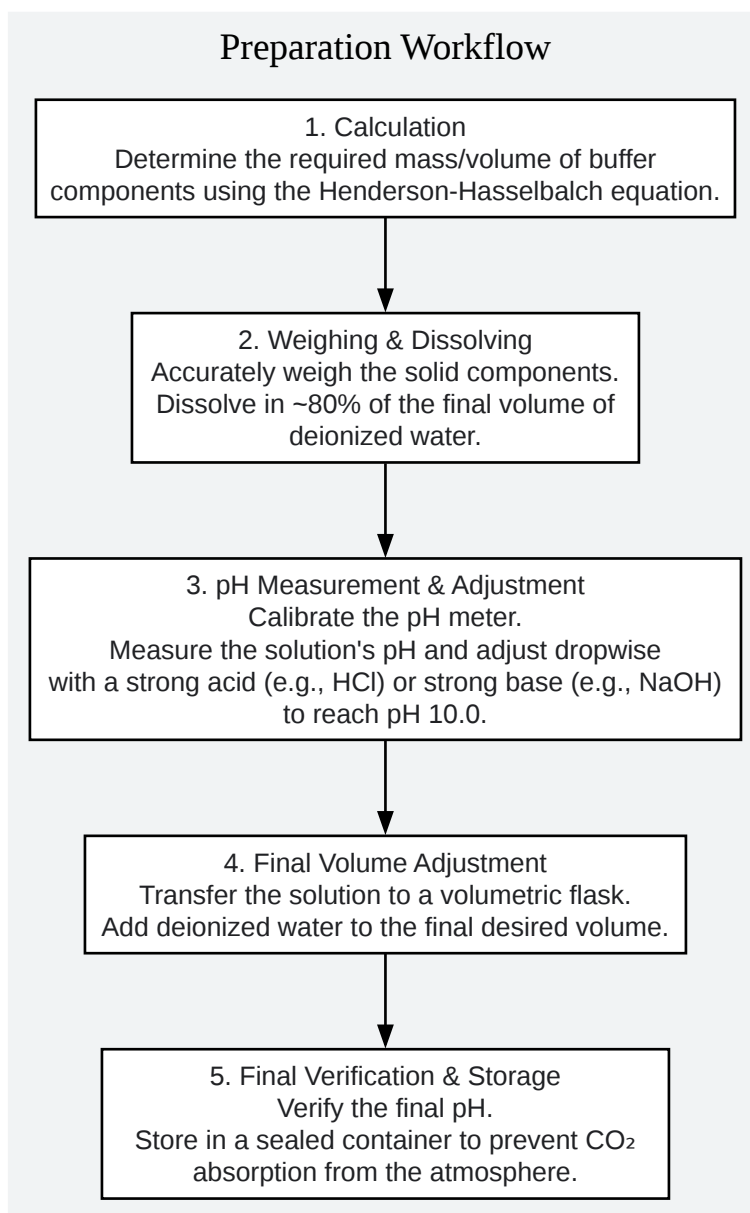 Preparation Workflow
1. Calculation
Determine the required mass/volume of buffer
components using the Henderson-Hasselbalch equation.
2. Weighing & Dissolving
Accurately weigh the solid components.
Dissolve in ~80% of the final volume of
deionized water.
3. pH Measurement & Adjustment
Calibrate the pH meter.
Measure the solution's pH and adjust dropwise
with a strong acid (e.g., HCl) or strong base (e.g., NaOH)
to reach pH 10.0.
4. Final Volume Adjustment
Transfer the solution to a volumetric flask.
Add deionized water to the final desired volume.
5. Final Verification & Storage
Verify the final pH.
Store in a sealed container to prevent CO₂
absorption from the atmosphere.